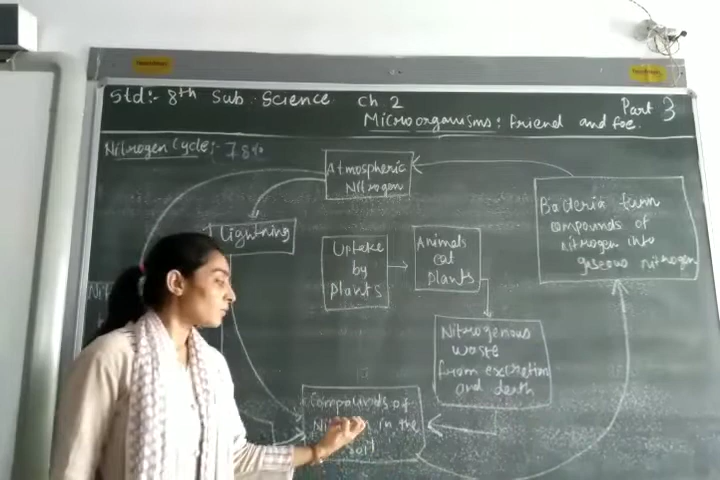 Std:- 8th Sub: Science Ch 2 Part 3
Microorganisms: friend and foe.
Nitrogen Cycle:- 78%
Atmospheric
Nitrogen
Lightning
Uptake
by
Plants
Animals
eat
plants
Bacteria turn
compounds of
nitrogen into
gaseous nitrogen
Nitrogenous
waste
from excretion
and death
Compounds of
in the
soil